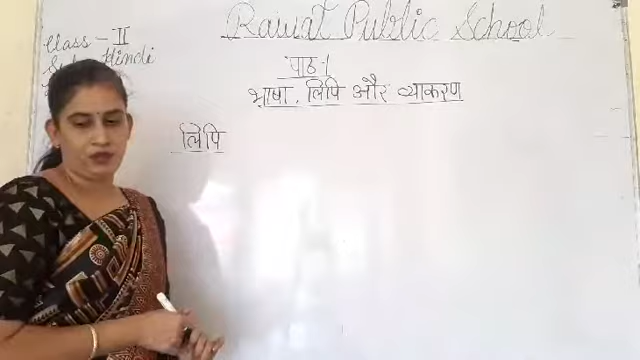 Rawat Public School
Class - II
Sub - Hindi
पाठ-1
भाषा, लिपि और व्याकरण
लिपि